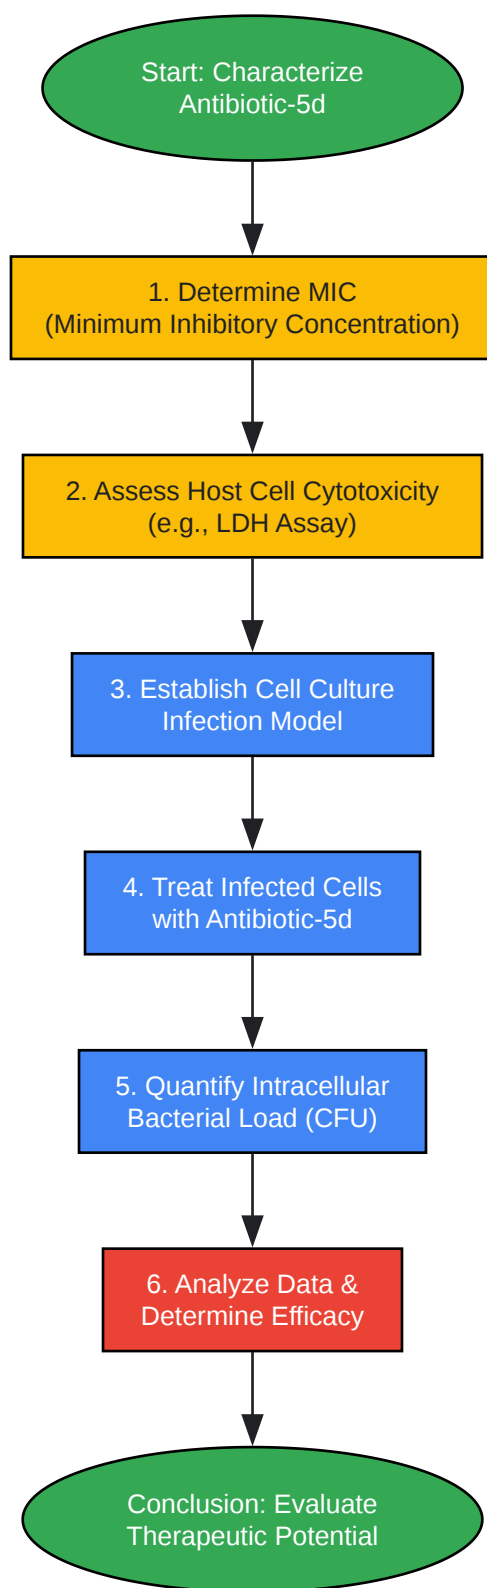 Start: Characterize
Antibiotic-5d
1. Determine MIC
(Minimum Inhibitory Concentration)
2. Assess Host Cell Cytotoxicity
(e.g., LDH Assay)
3. Establish Cell Culture
Infection Model
4. Treat Infected Cells
with Antibiotic-5d
5. Quantify Intracellular
Bacterial Load (CFU)
6. Analyze Data &
Determine Efficacy
Conclusion: Evaluate
Therapeutic Potential